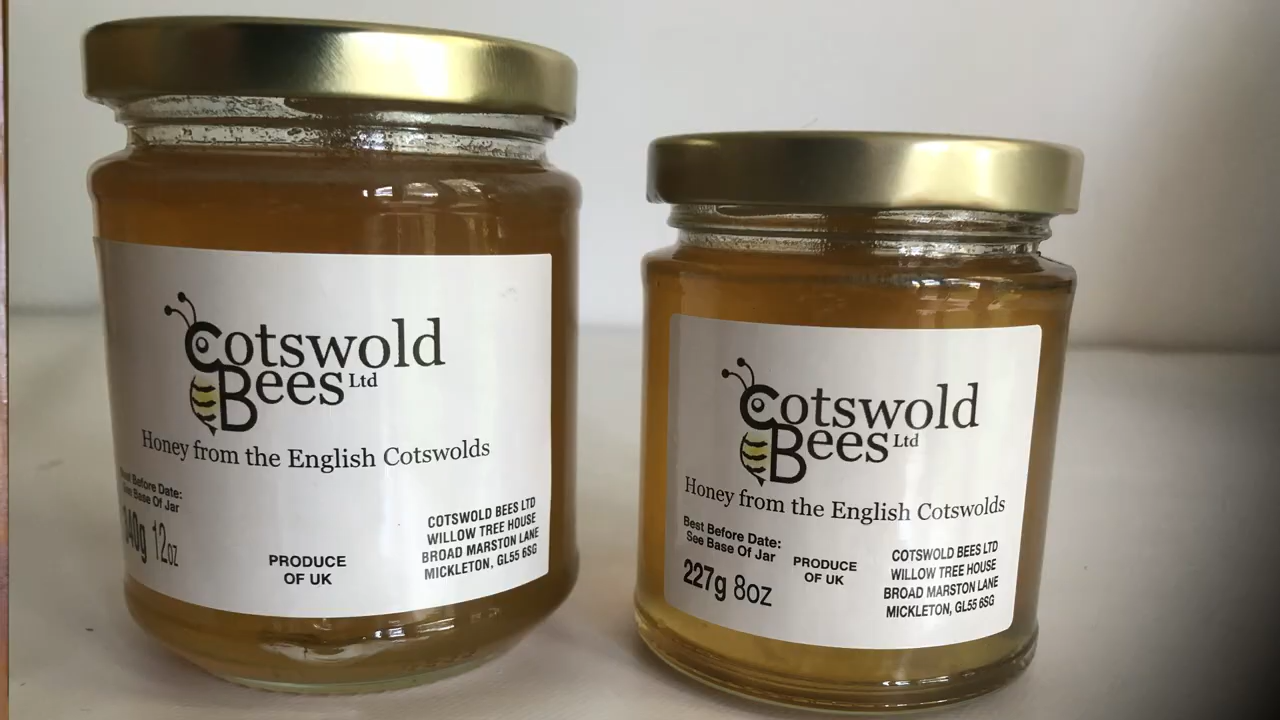 Cotswold
Bees Ltd
Honey from the English Cotswolds
Best Before Date:
See Base Of Jar
340g 12oz
PRODUCE
OF UK
COTSWOLD BEES LTD
WILLOW TREE HOUSE
BROAD MARSTON LANE
MICKLETON, GL55 6SG
Cotswold
Bees Ltd
Honey from the English Cotswolds
Best Before Date:
See Base Of Jar
227g 8oz
PRODUCE
OF UK
COTSWOLD BEES LTD
WILLOW TREE HOUSE
BROAD MARSTON LANE
MICKLETON, GL55 6SG